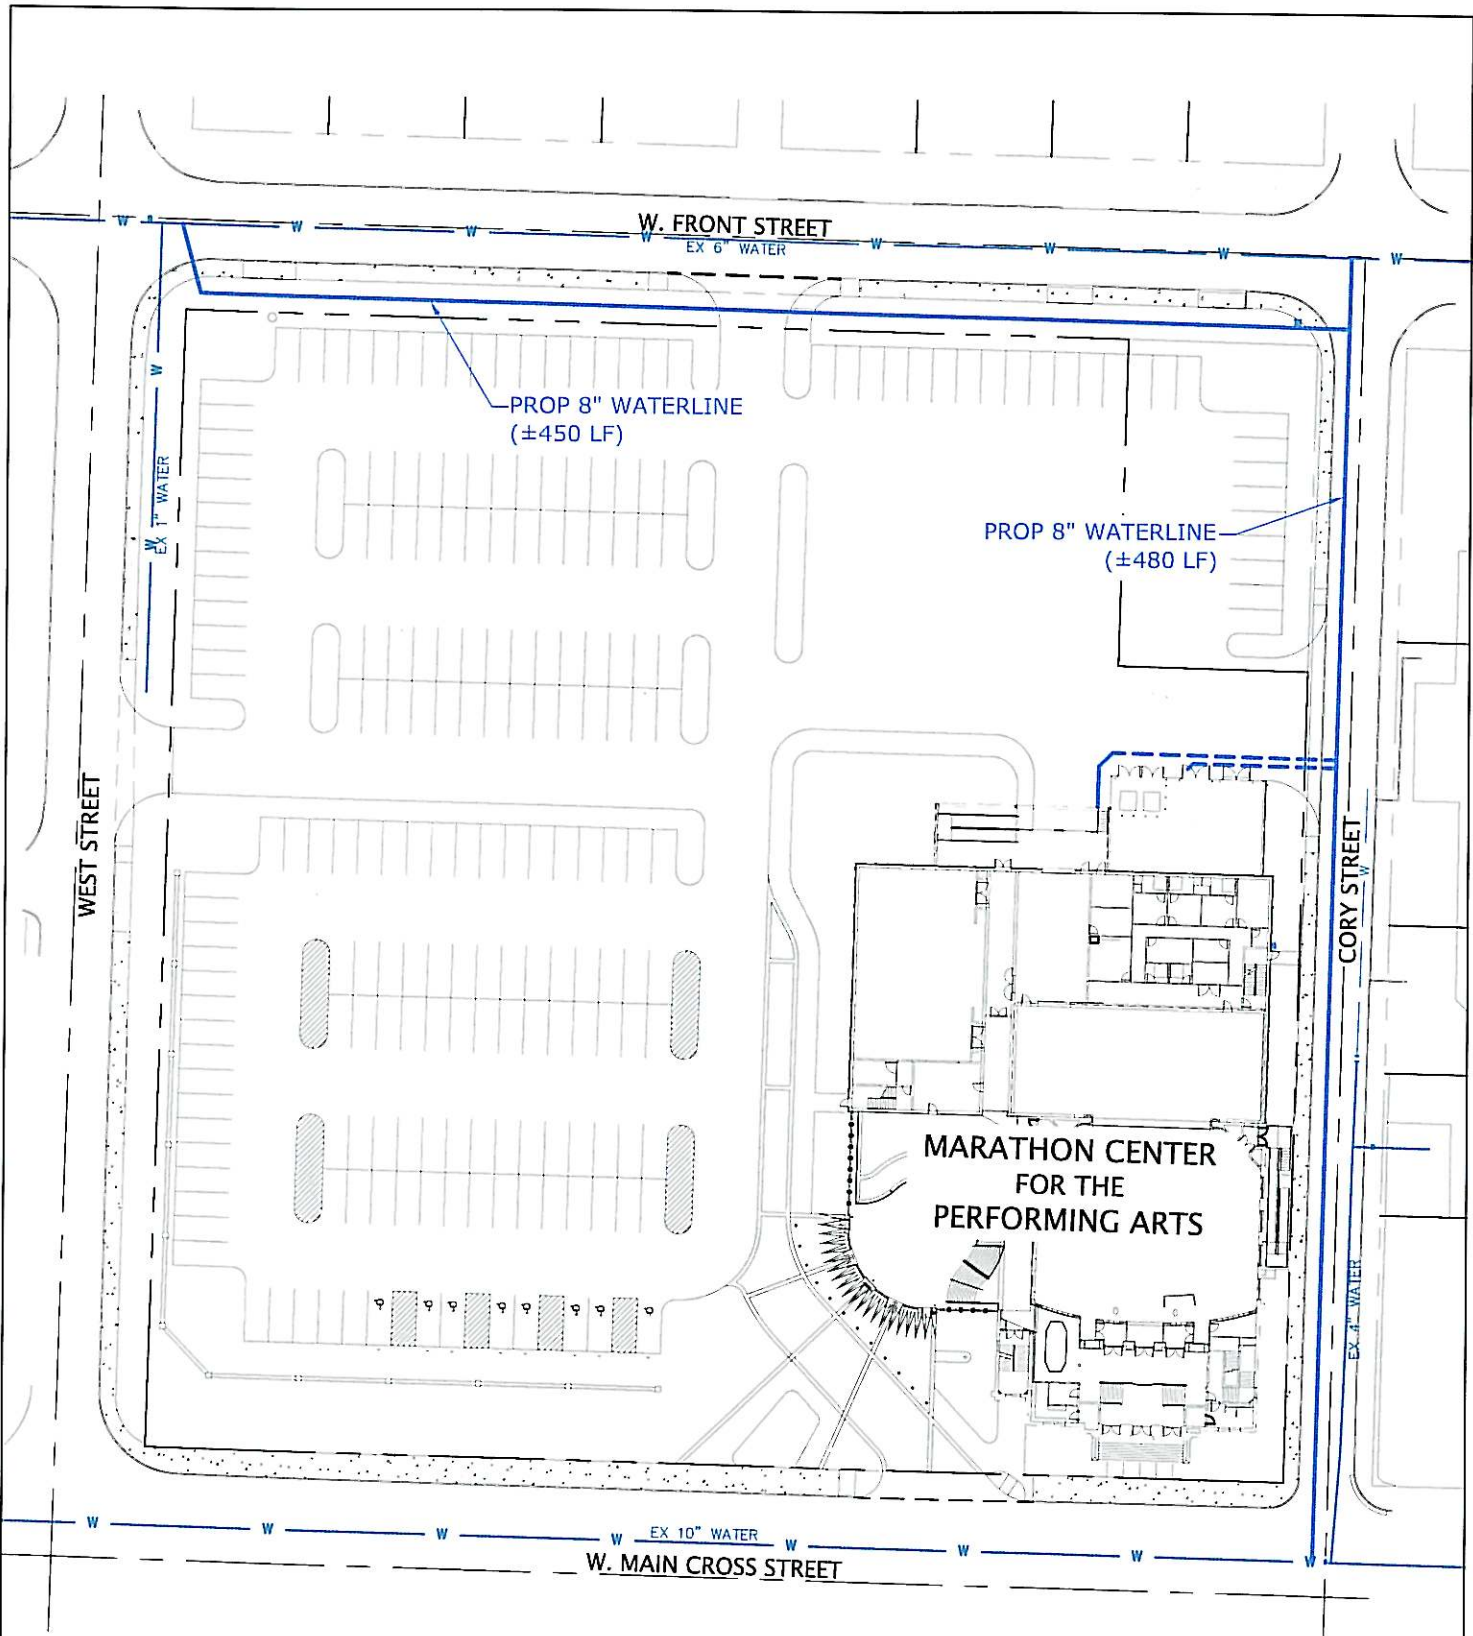 W. FRONT STREET
W W W W W W W W
EX 6" WATER
PROP 8" WATERLINE
(±450 LF)
W
EX 1" WATER
W
PROP 8" WATERLINE
(±480 LF)
WEST STREET
CORY STREET
W
MARATHON CENTER
FOR THE
PERFORMING ARTS
EX 4" WATER
W W W W W W W W
EX 10" WATER
W. MAIN CROSS STREET